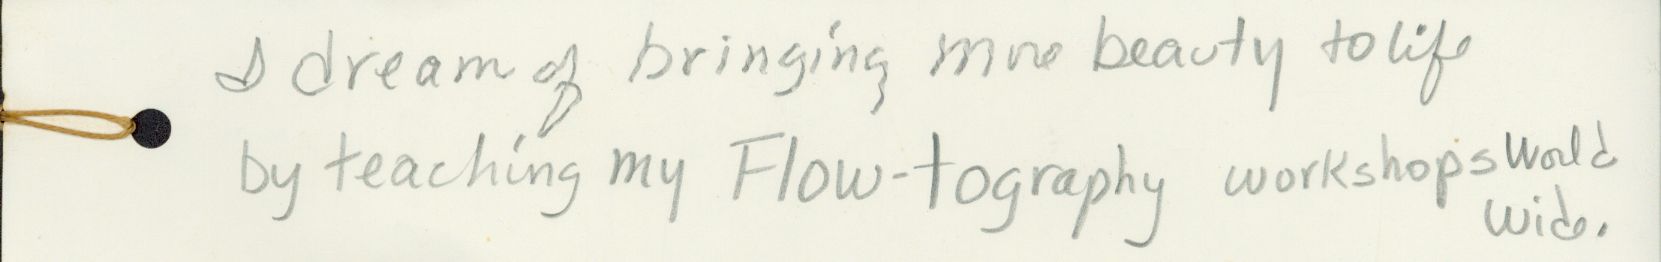 I dream of bringing more beauty to life
by teaching my Flow-tography workshops World
wide.